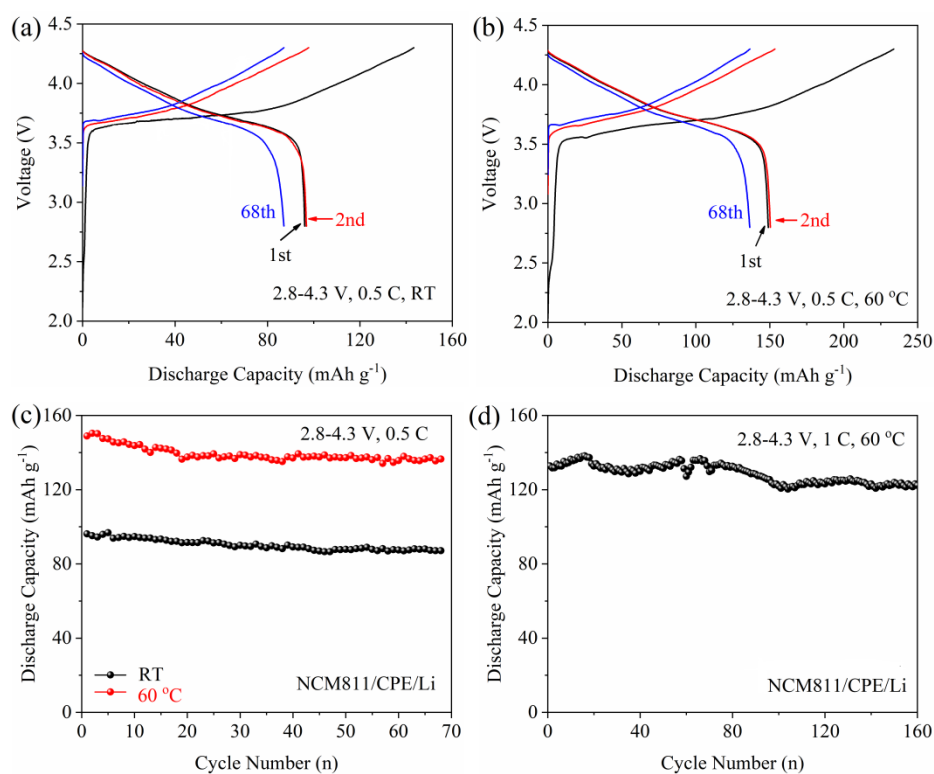 (a)
4.5
4.0
3.5
3.0
2.5
2.0
Voltage (V)
68th
2nd
1st
2.8-4.3 V, 0.5 C, RT
0 40 80 120 160
Discharge Capacity (mAh g⁻¹)
(b)
4.5
4.0
3.5
3.0
2.5
2.0
Voltage (V)
68th
2nd
1st
2.8-4.3 V, 0.5 C, 60 °C
0 50 100 150 200 250
Discharge Capacity (mAh g⁻¹)
(c)
160
120
80
40
0
Discharge Capacity (mAh g⁻¹)
2.8-4.3 V, 0.5 C
RT
60 °C
NCM811/CPE/Li
0 10 20 30 40 50 60 70
Cycle Number (n)
(d)
160
120
80
40
0
Discharge Capacity (mAh g⁻¹)
2.8-4.3 V, 1 C, 60 °C
NCM811/CPE/Li
0 40 80 120 160
Cycle Number (n)